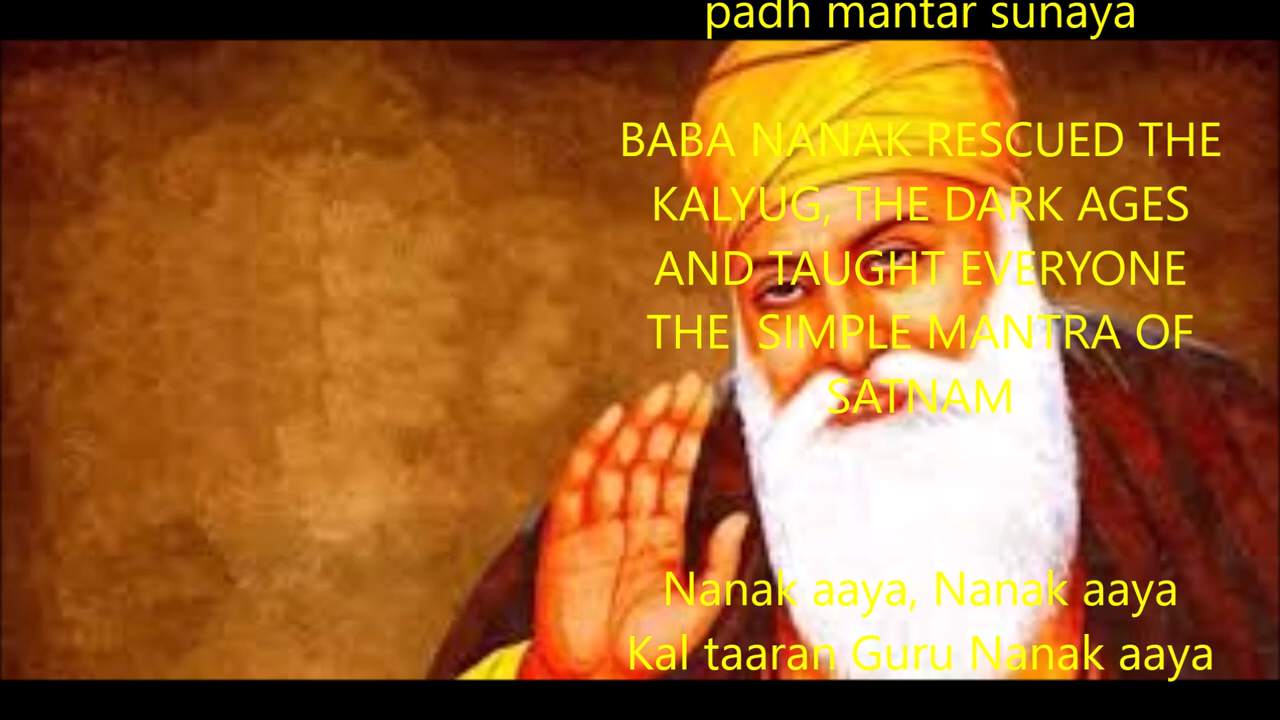 padh mantar sunaya
BABA NANAK RESCUED THE
KALYUG, THE DARK AGES
AND TAUGHT EVERYONE
THE  SIMPLE MANTRA OF
SATNAM
Nanak aaya, Nanak aaya
Kal taaran Guru Nanak aaya